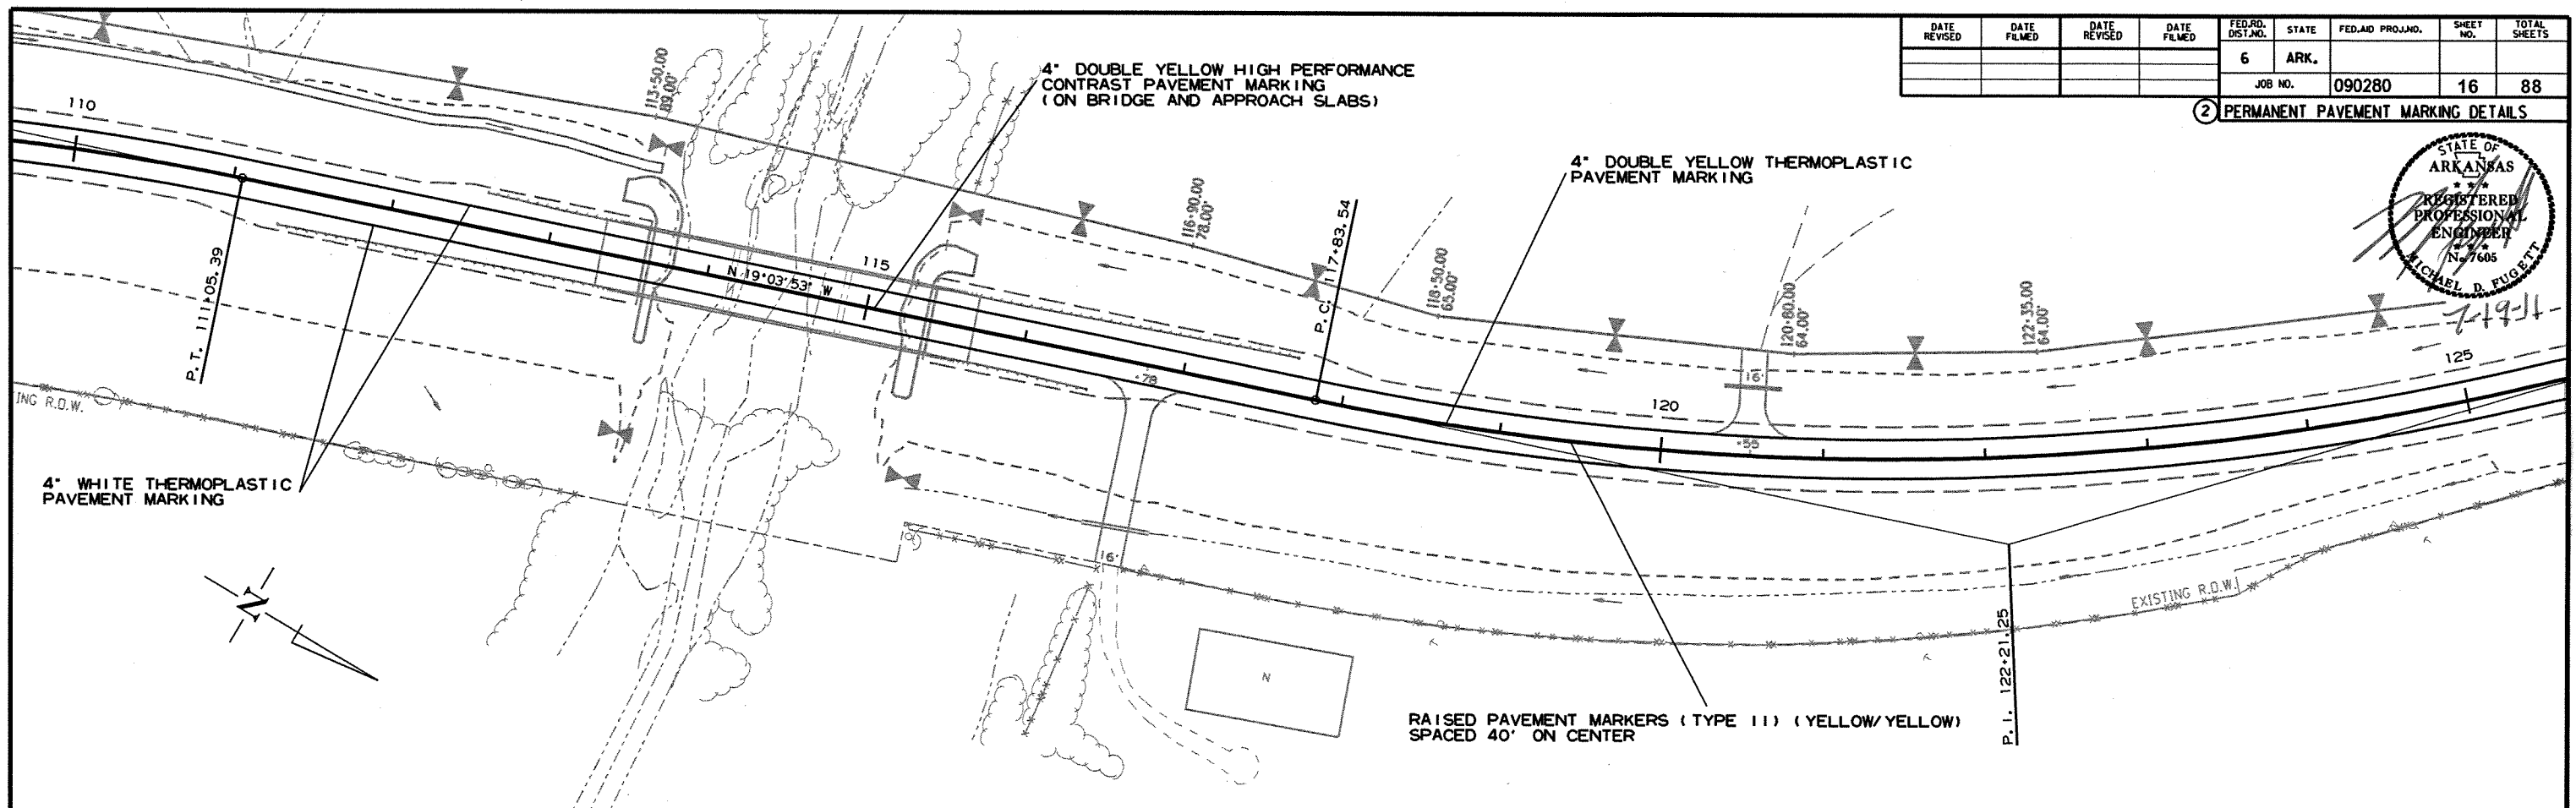 DATE REVISED
DATE FILMED
DATE REVISED
DATE FILMED
FED.RD. DIST.NO.
STATE
FED.AID PROJ.NO.
SHEET NO.
TOTAL SHEETS
6
ARK.
JOB NO.
090280
16
88
2
PERMANENT PAVEMENT MARKING DETAILS
STATE OF
ARKANSAS
★ ★ ★
REGISTERED
PROFESSIONAL
ENGINEER
★ ★ ★
No. 7605
MICHAEL D. FUGETT
7-19-11
4" DOUBLE YELLOW HIGH PERFORMANCE
CONTRAST PAVEMENT MARKING
(ON BRIDGE AND APPROACH SLABS)
4" DOUBLE YELLOW THERMOPLASTIC
PAVEMENT MARKING
110
113+50.00
89.00'
P.T. 111+05.39
N 19°03'53" W
115
116+90.00
78.00'
P.C. 117+83.54
118+50.00
65.00'
120+80.00
64.00'
122+35.00
64.00'
125
16'
120
+78
+55
ING R.O.W.
4" WHITE THERMOPLASTIC
PAVEMENT MARKING
16'
N
N
EXISTING R.O.W.
P.I. 122+21.25
RAISED PAVEMENT MARKERS (TYPE II) (YELLOW/YELLOW)
SPACED 40' ON CENTER